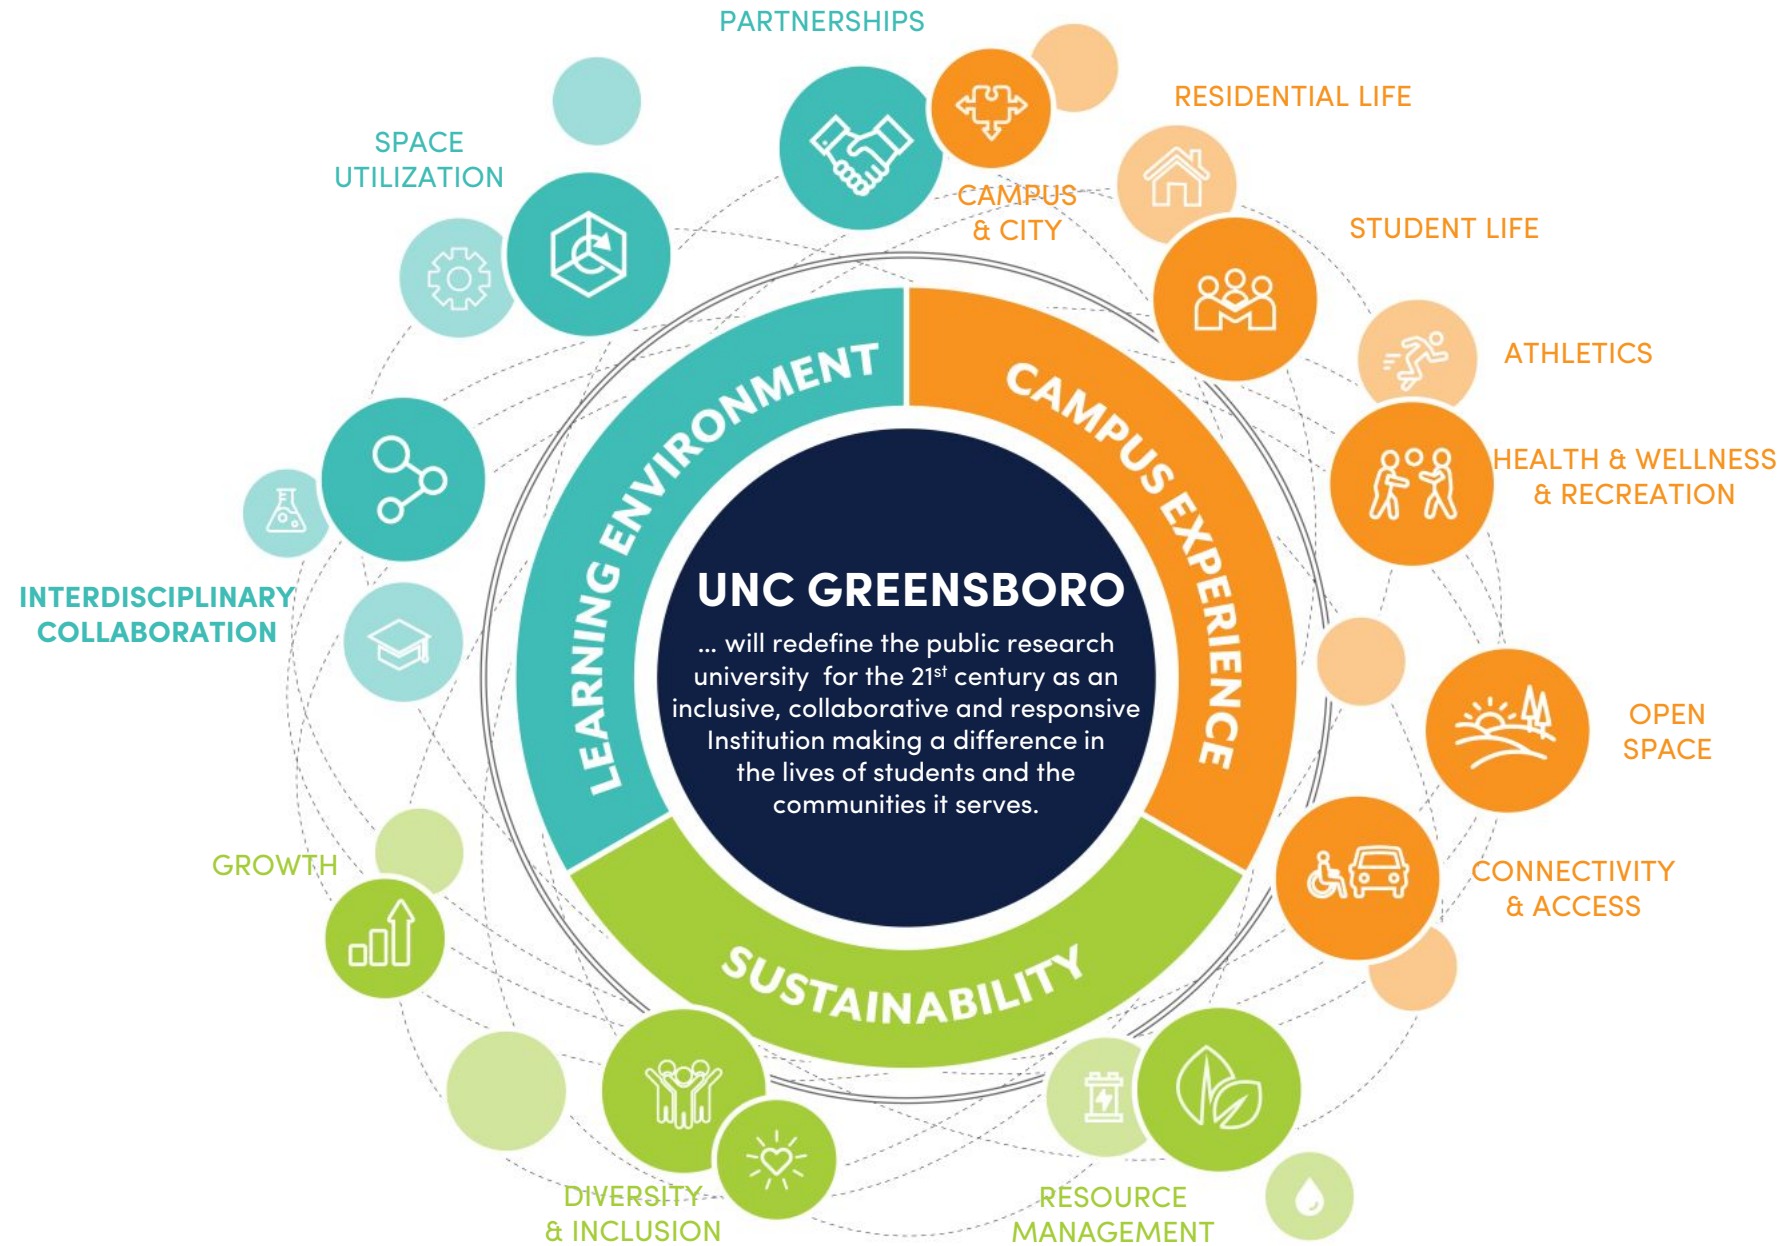 PARTNERSHIPS
RESIDENTIAL LIFE
SPACE
UTILIZATION
CAMPUS
& CITY
STUDENT LIFE
ATHLETICS
HEALTH & WELLNESS
& RECREATION
LEARNING ENVIRONMENT
CAMPUS EXPERIENCE
INTERDISCIPLINARY
COLLABORATION
UNC GREENSBORO
... will redefine the public research
university for the 21st century as an
inclusive, collaborative and responsive
Institution making a difference in
the lives of students and the
communities it serves.
OPEN
SPACE
GROWTH
CONNECTIVITY
& ACCESS
SUSTAINABILITY
DIVERSITY
& INCLUSION
RESOURCE
MANAGEMENT